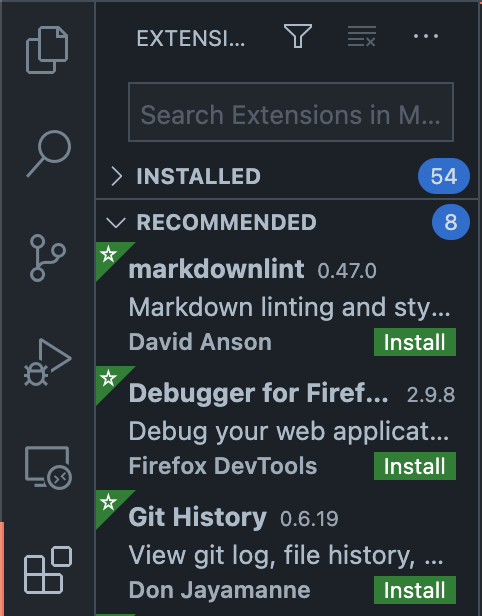 EXTENSI...
Search Extensions in M...
INSTALLED 54
RECOMMENDED 8
markdownlint 0.47.0
Markdown linting and sty...
David Anson Install
Debugger for Firef... 2.9.8
Debug your web applicat...
Firefox DevTools Install
Git History 0.6.19
View git log, file history, ...
Don Jayamanne Install